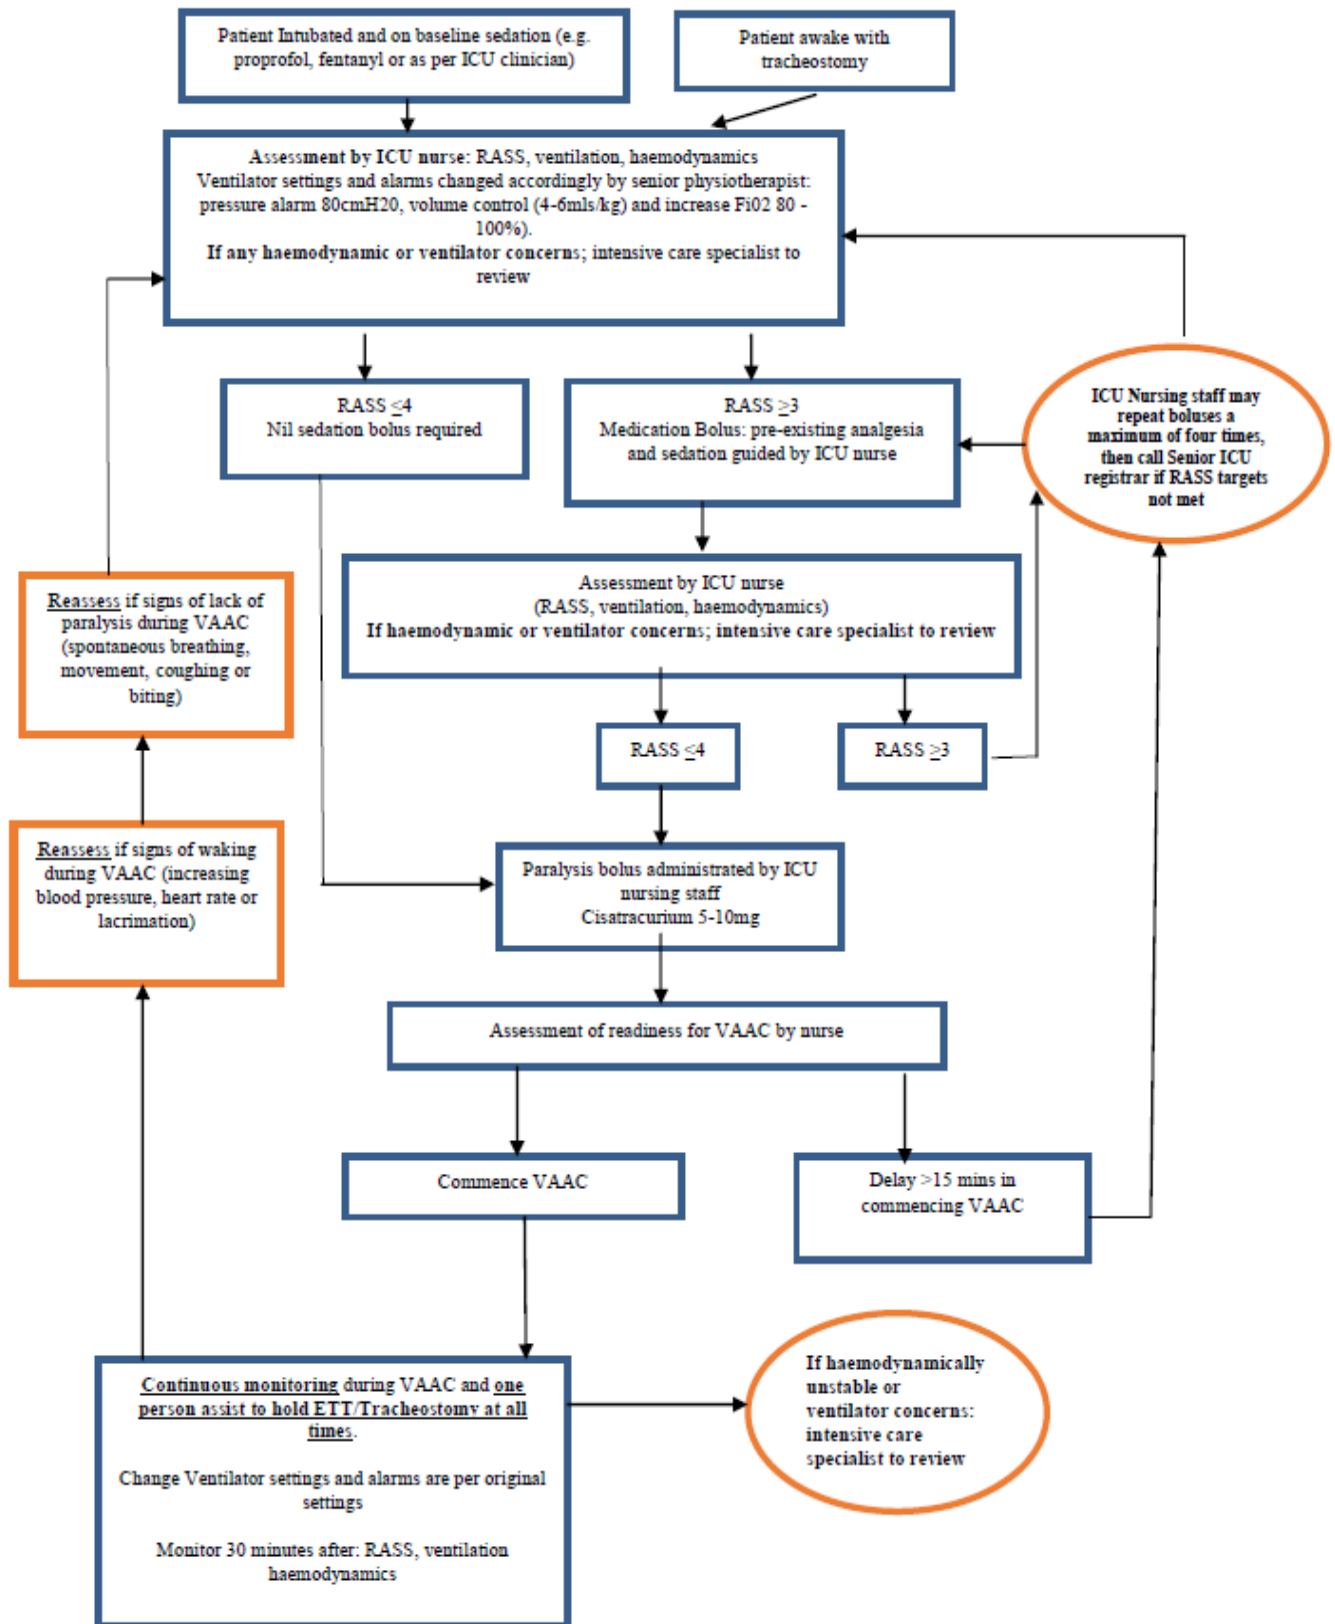 Patient Intubated and on baseline sedation (e.g.
proprofol, fentanyl or as per ICU clinician)
Patient awake with
tracheostomy
Assessment by ICU nurse: RASS, ventilation, haemodynamics
Ventilator settings and alarms changed accordingly by senior physiotherapist:
pressure alarm 80cmH20, volume control (4-6mls/kg) and increase Fi02 80 -
100%).
If any haemodynamic or ventilator concerns; intensive care specialist to
review
RASS ≤4
Nil sedation bolus required
RASS ≥3
Medication Bolus: pre-existing analgesia
and sedation guided by ICU nurse
ICU Nursing staff may
repeat boluses a
maximum of four times,
then call Senior ICU
registrar if RASS targets
not met
Assessment by ICU nurse
(RASS, ventilation, haemodynamics)
If haemodynamic or ventilator concerns; intensive care specialist to review
Reassess if signs of lack of
paralysis during VAAC
(spontaneous breathing,
movement, coughing or
biting)
RASS ≤4
RASS ≥3
Reassess if signs of waking
during VAAC (increasing
blood pressure, heart rate or
lacrimation)
Paralysis bolus administrated by ICU
nursing staff
Cisatracurium 5-10mg
Assessment of readiness for VAAC by nurse
Commence VAAC
Delay >15 mins in
commencing VAAC
Continuous monitoring during VAAC and one
person assist to hold ETT/Tracheostomy at all
times.
Change Ventilator settings and alarms are per original
settings
Monitor 30 minutes after: RASS, ventilation
haemodynamics
If haemodynamically
unstable or
ventilator concerns:
intensive care
specialist to review